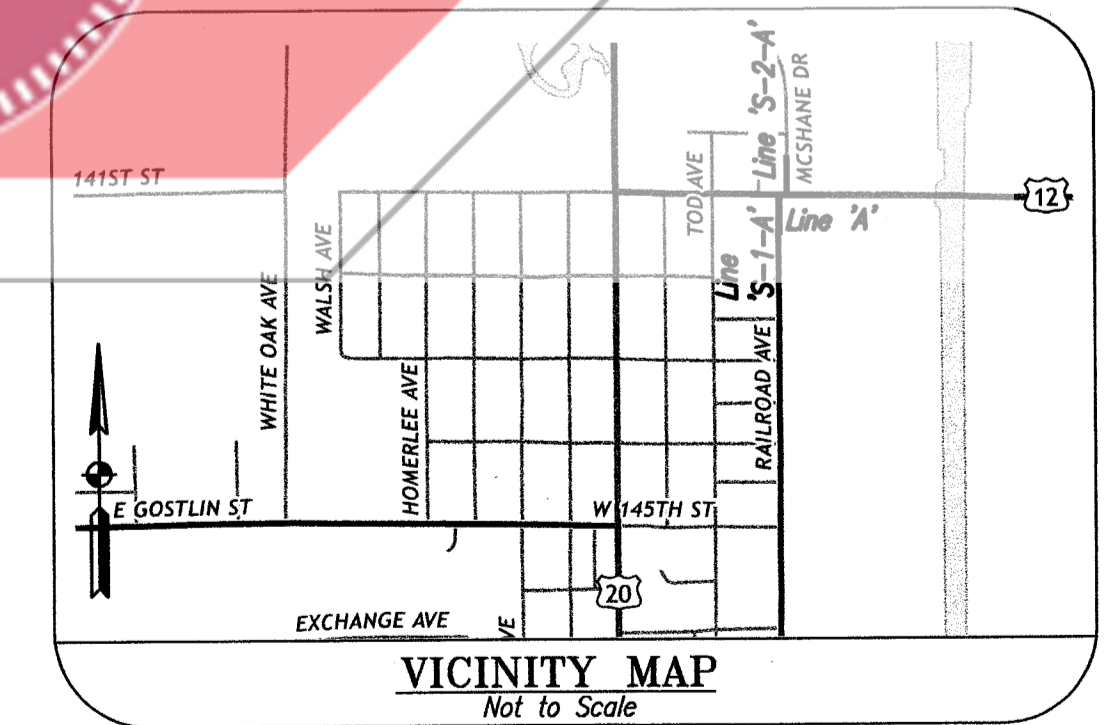 141ST ST
WHITE OAK AVE
WALSH AVE
HOMERLEE AVE
E GOSTLIN ST
EXCHANGE AVE
VE
W 145TH ST
20
TOD AVE
Line 'S-1-A'
Line 'S-2-A'
MCSHANE DR
Line 'A'
12
RAILROAD AVE
VICINITY MAP
Not to Scale